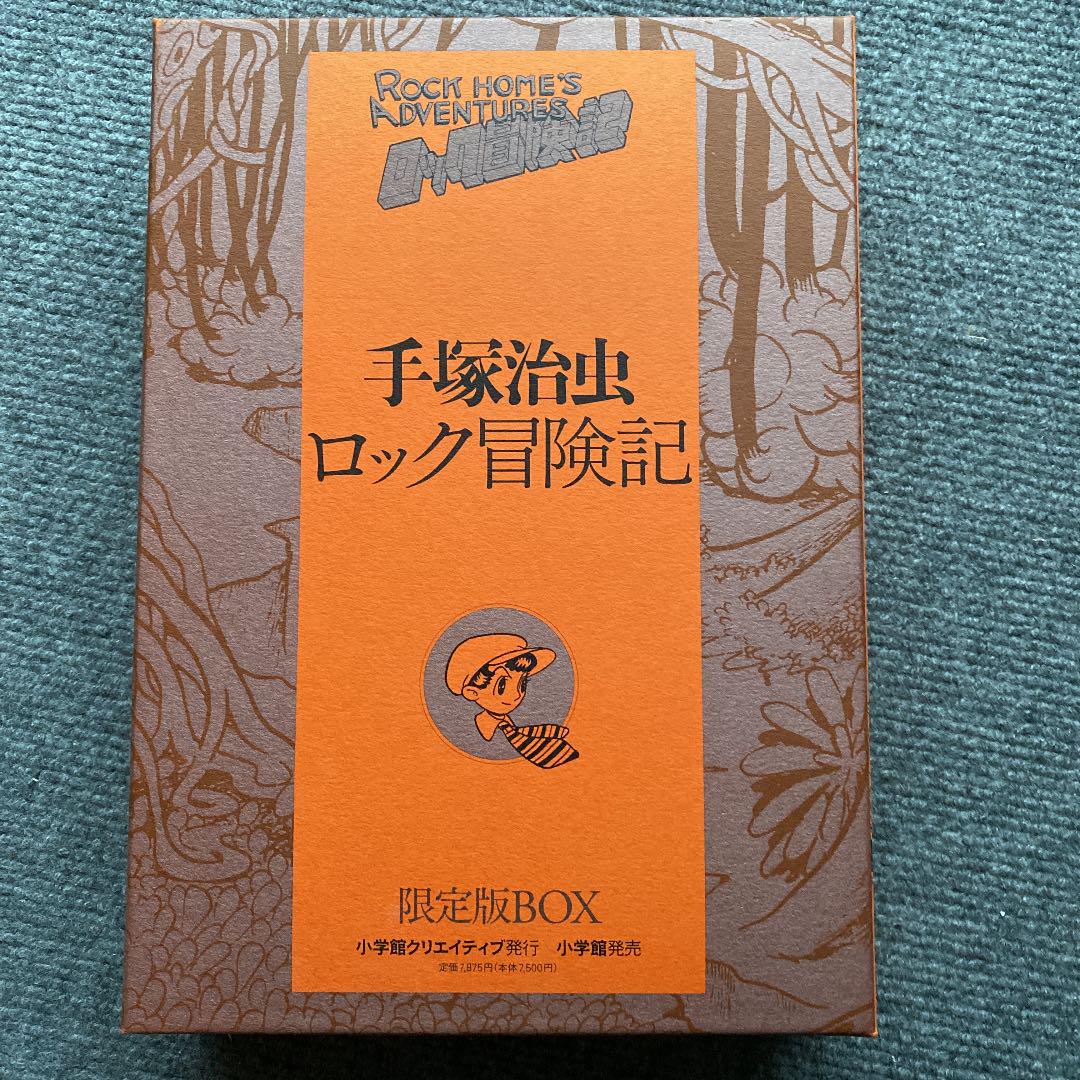 ROCK HOME'S
ADVENTURES
ロック冒険記
手塚治虫
ロック冒険記
限定版BOX
小学館クリエイティブ発行　小学館発売
定価7,875円(本体7,500円)